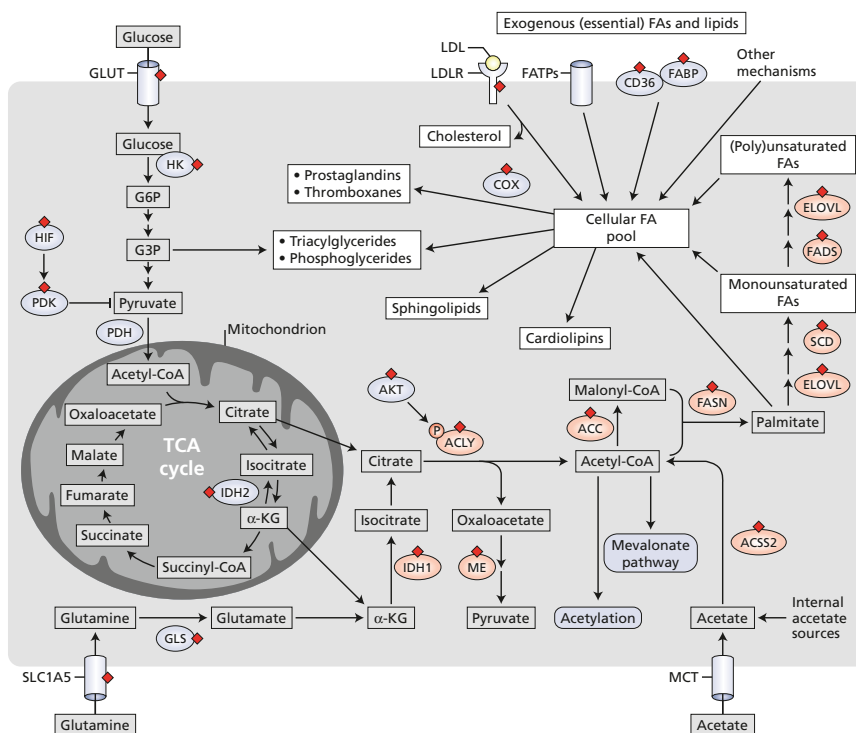 Glucose
Exogenous (essential) FAs and lipids
LDL
GLUT
LDLR
FATPs
CD36
FABP
Other
mechanisms
Glucose
HK
Cholesterol
(Poly)unsaturated
FAs
• Prostaglandins
• Thromboxanes
COX
G6P
ELOVL
HIF
Cellular FA
pool
G3P
• Triacylglycerides
• Phosphoglycerides
FADS
PDK
Pyruvate
Sphingolipids
Monounsaturated
FAs
PDH
Mitochondrion
Cardiolipins
SCD
Acetyl-CoA
AKT
Malonyl-CoA
FASN
ELOVL
Oxaloacetate
Citrate
P
ACLY
ACC
Palmitate
Malate
TCA
cycle
Isocitrate
Citrate
Acetyl-CoA
Fumarate
IDH2
α-KG
Isocitrate
Oxaloacetate
Succinate
Mevalonate
pathway
ACSS2
Succinyl-CoA
IDH1
ME
Glutamine
Glutamate
α-KG
Pyruvate
Acetylation
Acetate
Internal
accetate
sources
GLS
SLC1A5
MCT
Glutamine
Acetate